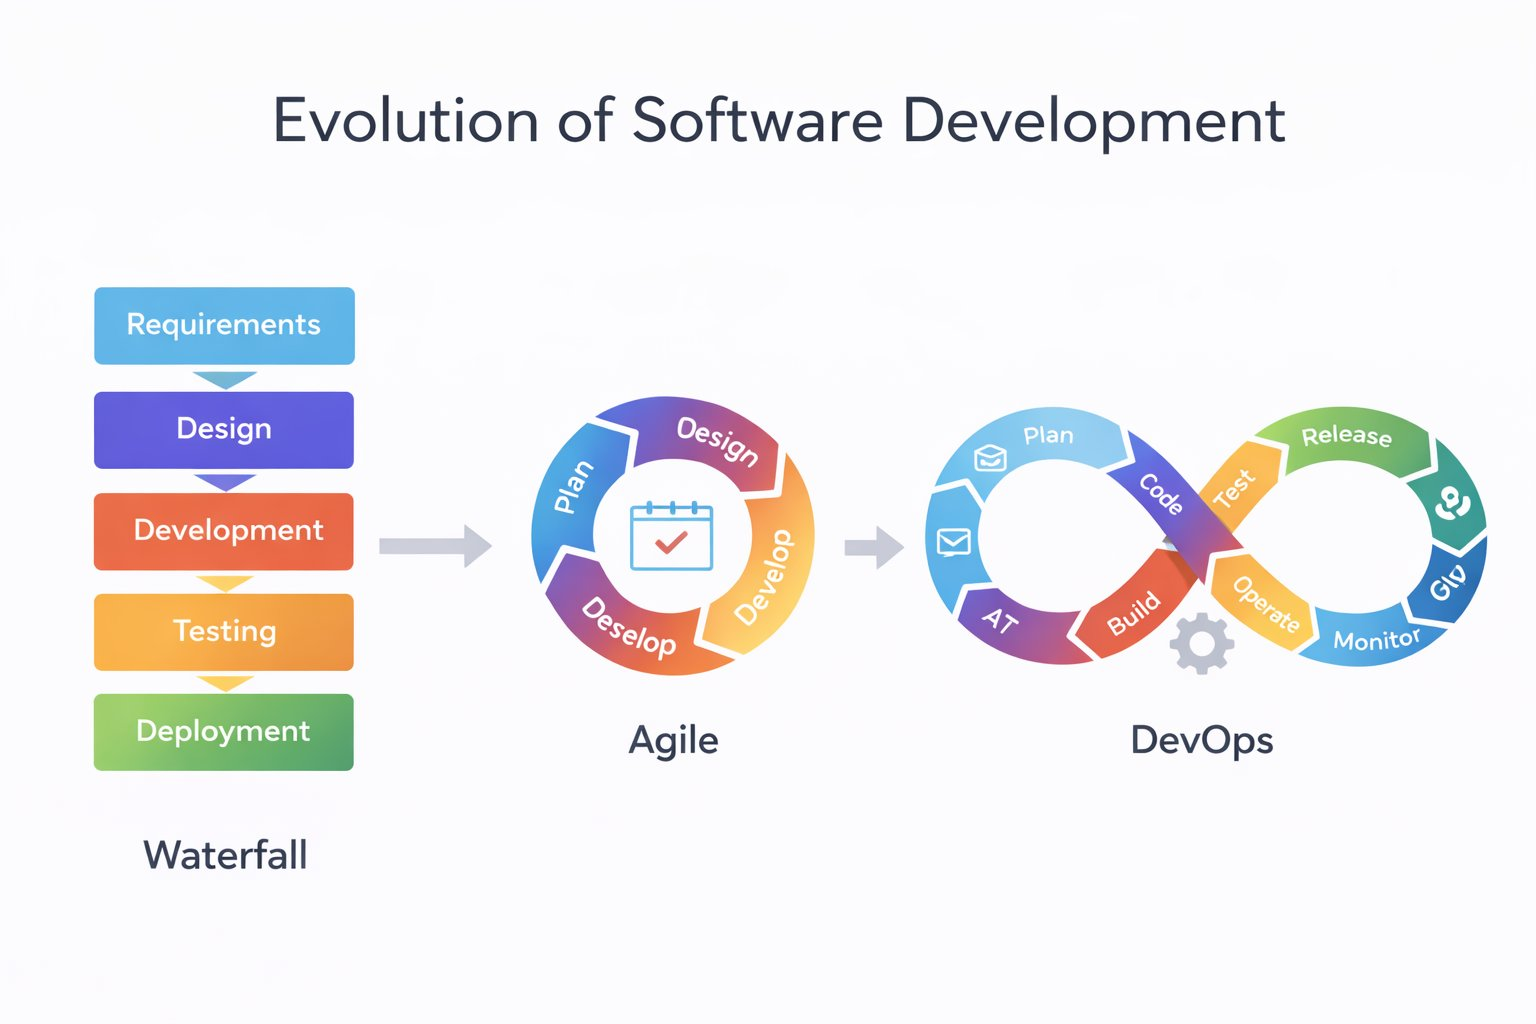 Evolution of Software Development
Requirements
Design
Development
Testing
Deployment
Waterfall
Plan
Design
Develop
Deselop
Agile
Plan
Code
Test
Release
Operate
Monitor
Build
AT
DevOps